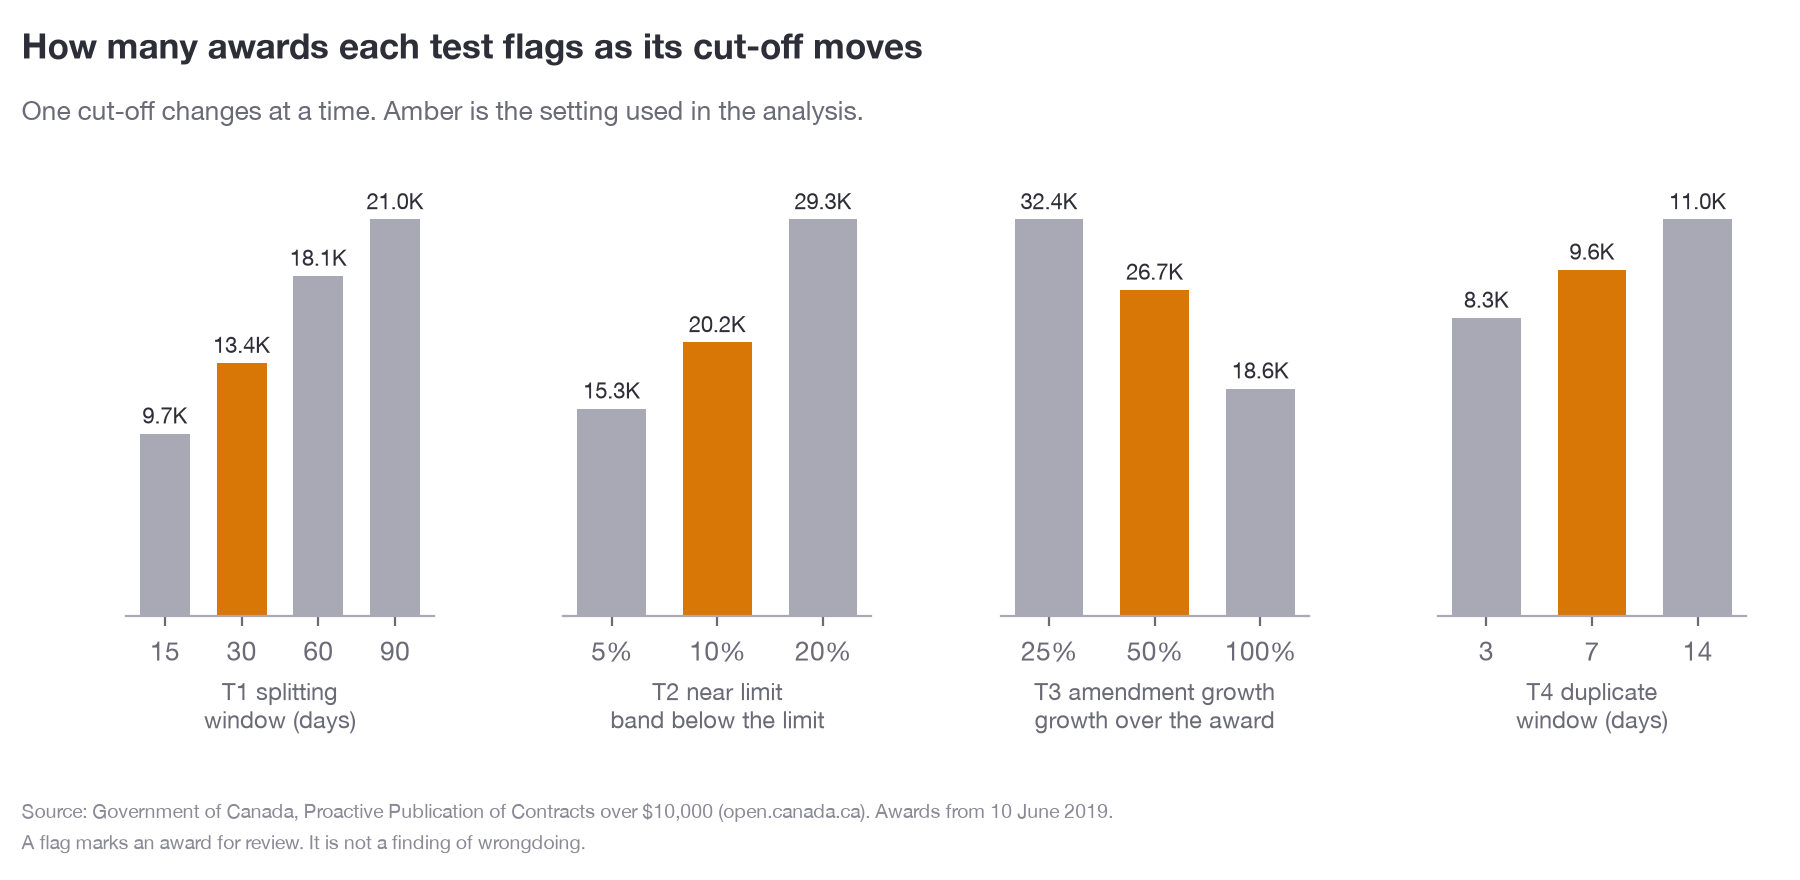 How many awards each test flags as its cut-off moves
One cut-off changes at a time. Amber is the setting used in the analysis.
9.7K
13.4K
18.1K
21.0K
15 30 60 90
T1 splitting
window (days)
15.3K
20.2K
29.3K
5% 10% 20%
T2 near limit
band below the limit
32.4K
26.7K
18.6K
25% 50% 100%
T3 amendment growth
growth over the award
8.3K
9.6K
11.0K
3 7 14
T4 duplicate
window (days)
Source: Government of Canada, Proactive Publication of Contracts over $10,000 (open.canada.ca). Awards from 10 June 2019.
A flag marks an award for review. It is not a finding of wrongdoing.